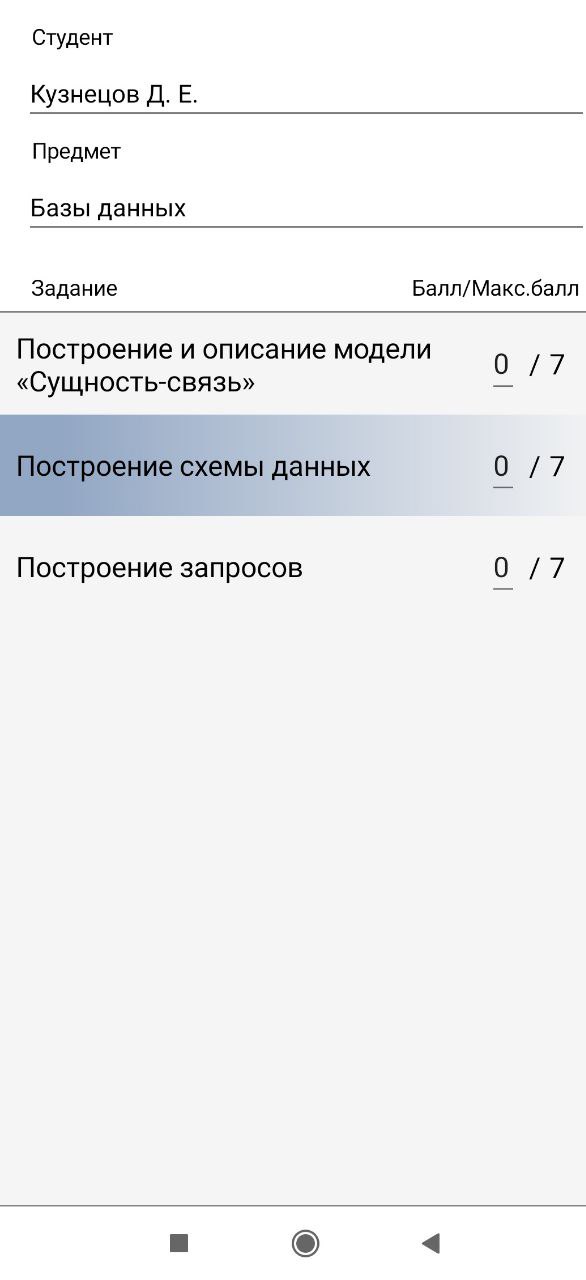 Студент
Кузнецов Д. Е.
Предмет
Базы данных
Задание Балл/Макс.балл
Построение и описание модели
«Сущность-связь» 0 / 7
Построение схемы данных 0 / 7
Построение запросов 0 / 7